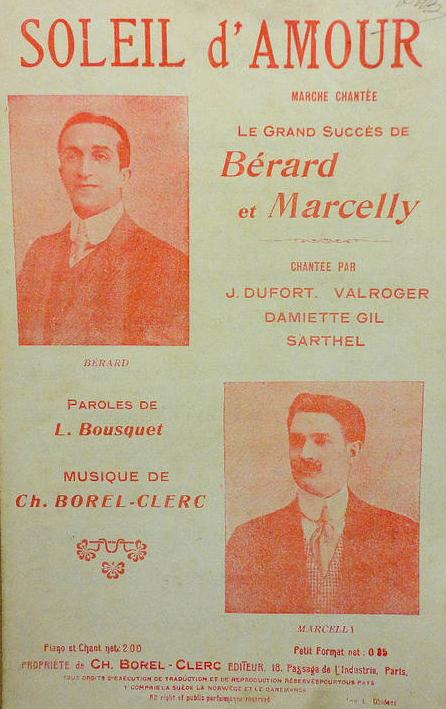 SOLEIL d'AMOUR
MARCHE CHANTÉE
LE GRAND SUCCÈS DE
Bérard
et Marcelly
CHANTÉE PAR
J. DUFORT. VALROGER
DAMIETTE GIL
SARTHEL
BÉRARD
PAROLES DE
L. Bousquet
MUSIQUE DE
Ch. BOREL-CLERC
MARCELLY
Piano et Chant net: 2 00
Petit Format net : 0 35
PROPRIÉTÉ de CH. BOREL-CLERC EDITEUR, 18, Passage de l'Industrie, Paris.
TOUS DROITS D'EXÉCUTION DE TRADUCTION ET DE REPRODUCTION RÉSERVÉS POUR TOUS PAYS
Y COMPRIS LA SUÈDE LA NORWÈGE ET LE DANEMARK
All right of public performance reserved